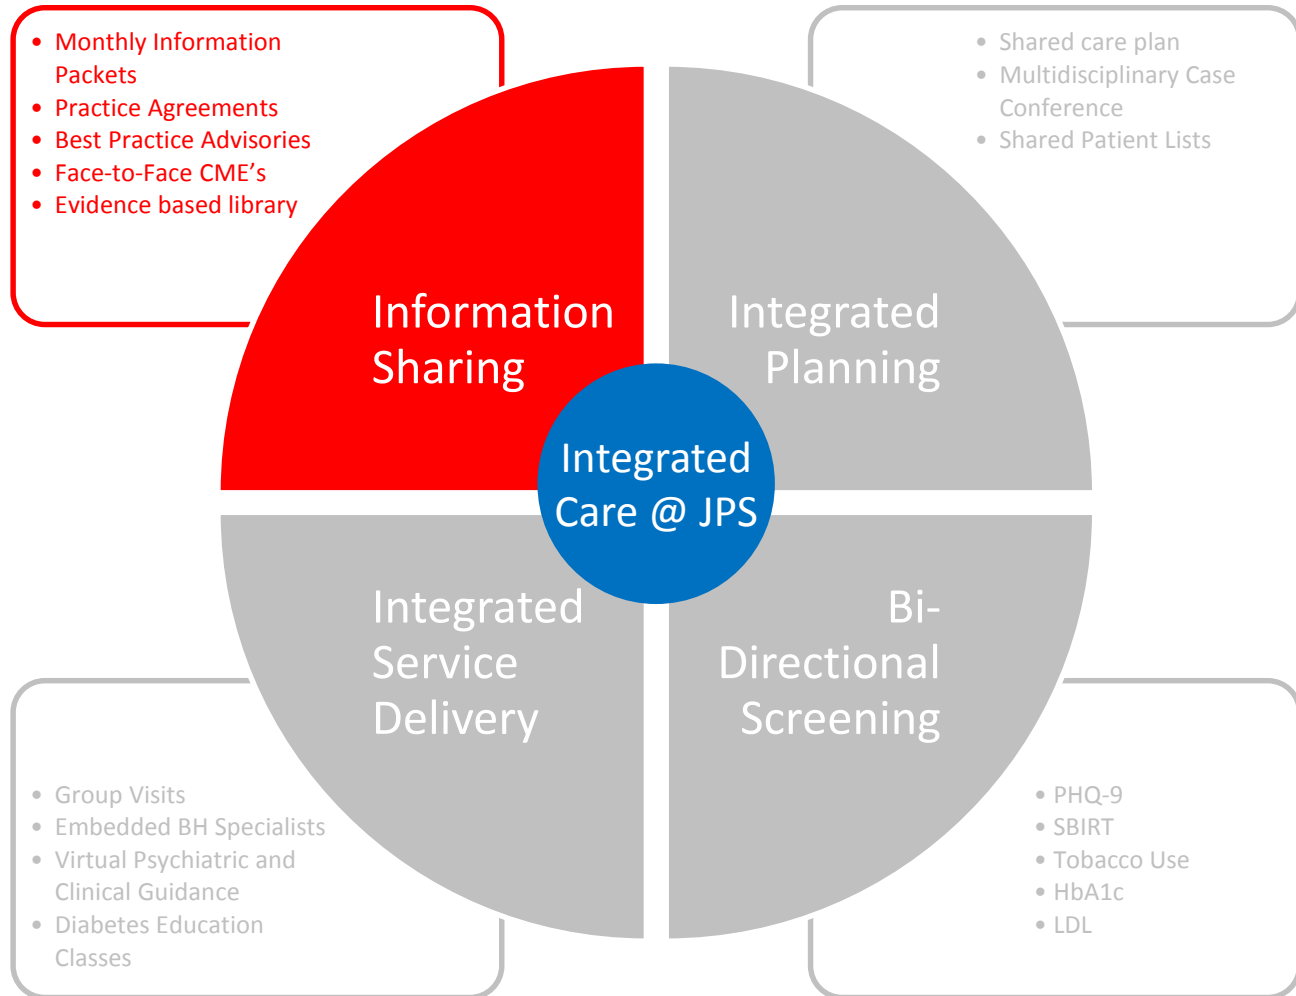 • Monthly Information
Packets
• Practice Agreements
• Best Practice Advisories
• Face-to-Face CME's
• Evidence based library
• Shared care plan
• Multidisciplinary Case
Conference
• Shared Patient Lists
Information
Sharing
Integrated
Planning
Integrated
Care @ JPS
Integrated
Service
Delivery
Bi-
Directional
Screening
• Group Visits
• Embedded BH Specialists
• Virtual Psychiatric and
Clinical Guidance
• Diabetes Education
Classes
• PHQ-9
• SBIRT
• Tobacco Use
• HbA1c
• LDL